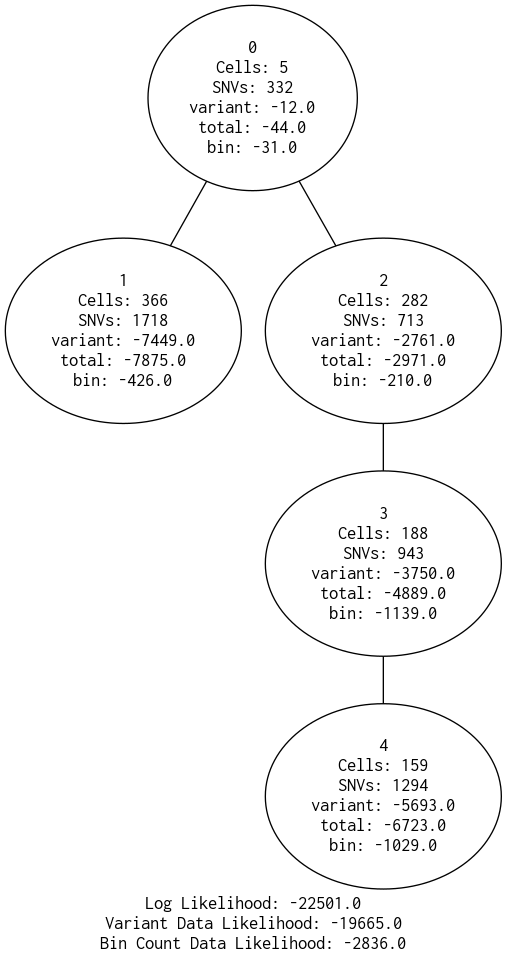 0
Cells: 5
SNVs: 332
variant: -12.0
total: -44.0
bin: -31.0
1
Cells: 366
SNVs: 1718
variant: -7449.0
total: -7875.0
bin: -426.0
2
Cells: 282
SNVs: 713
variant: -2761.0
total: -2971.0
bin: -210.0
3
Cells: 188
SNVs: 943
variant: -3750.0
total: -4889.0
bin: -1139.0
4
Cells: 159
SNVs: 1294
variant: -5693.0
total: -6723.0
bin: -1029.0
Log Likelihood: -22501.0
Variant Data Likelihood: -19665.0
Bin Count Data Likelihood: -2836.0